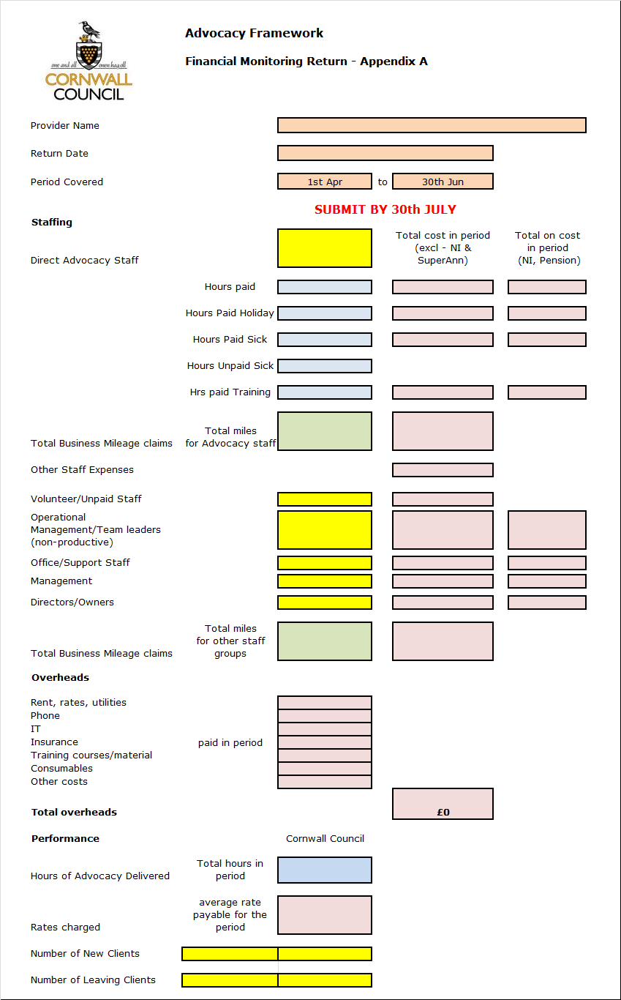 Advocacy Framework
Financial Monitoring Return - Appendix A
one and all onen hag oll
CORNWALL
COUNCIL
Provider Name
Return Date
Period Covered 1st Apr to 30th Jun
SUBMIT BY 30th JULY
Staffing
Direct Advocacy Staff
Total cost in period
(excl - NI &
SuperAnn)
Total on cost
in period
(NI, Pension)
Hours paid
Hours Paid Holiday
Hours Paid Sick
Hours Unpaid Sick
Hrs paid Training
Total Business Mileage claims
Total miles
for Advocacy staff
Other Staff Expenses
Volunteer/Unpaid Staff
Operational
Management/Team leaders
(non-productive)
Office/Support Staff
Management
Directors/Owners
Total Business Mileage claims
Total miles
for other staff
groups
Overheads
Rent, rates, utilities
Phone
IT
Insurance paid in period
Training courses/material
Consumables
Other costs
Total overheads £0
Performance Cornwall Council
Hours of Advocacy Delivered
Total hours in
period
Rates charged
average rate
payable for the
period
Number of New Clients
Number of Leaving Clients